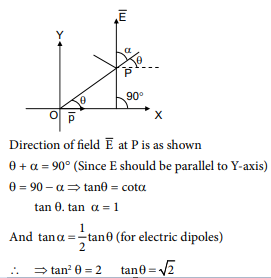 E̅
Y
α
θ
P
θ
90°
O
p̅
X
Direction of field E̅ at P is as shown
θ + α = 90° (Since E should be parallel to Y-axis)
θ = 90 − α ⇒ tanθ = cotα
tan θ. tan α = 1
And tanα = 1/2 tanθ (for electric dipoles)
∴ ⇒ tan² θ = 2 tanθ = √2